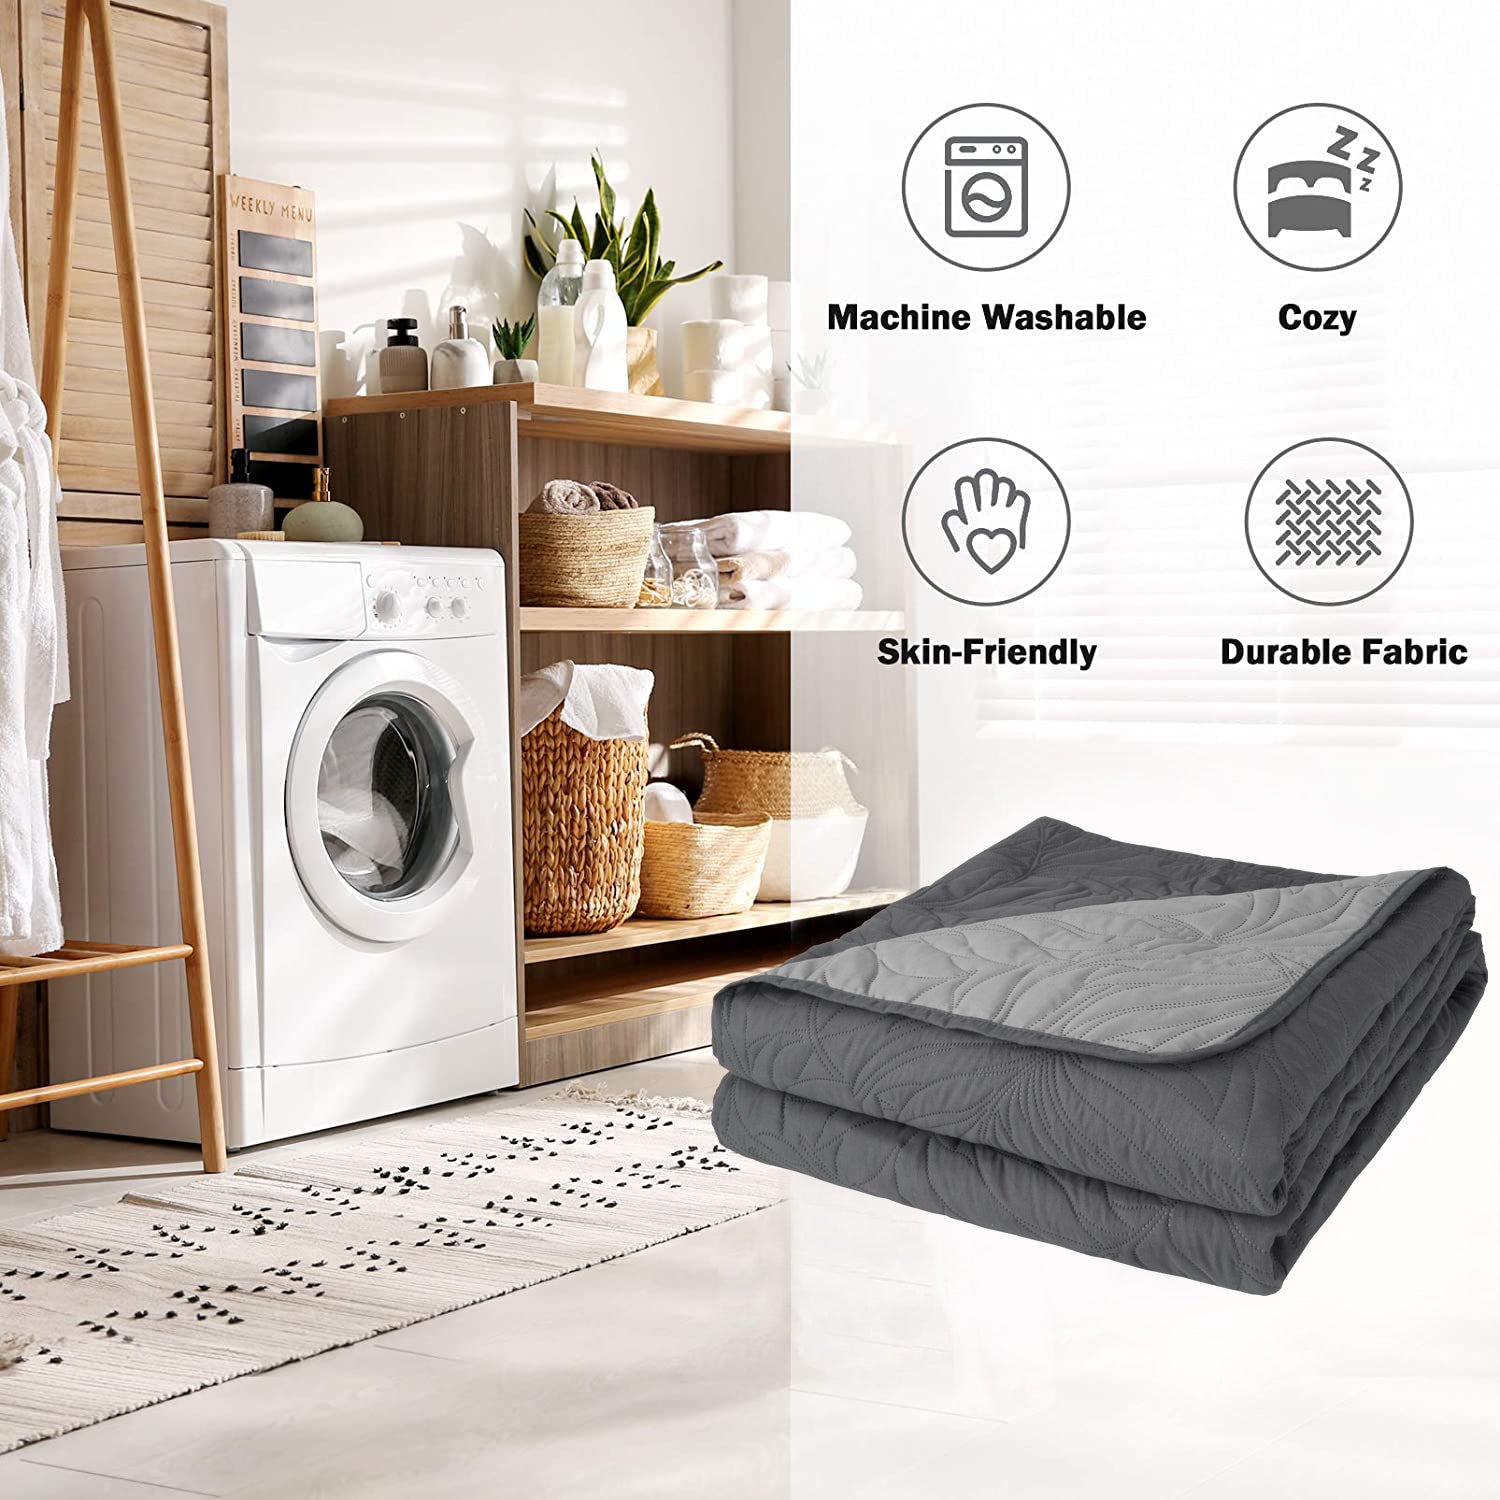 WEEKLY MENU
Machine Washable
Cozy
Skin-Friendly
Durable Fabric